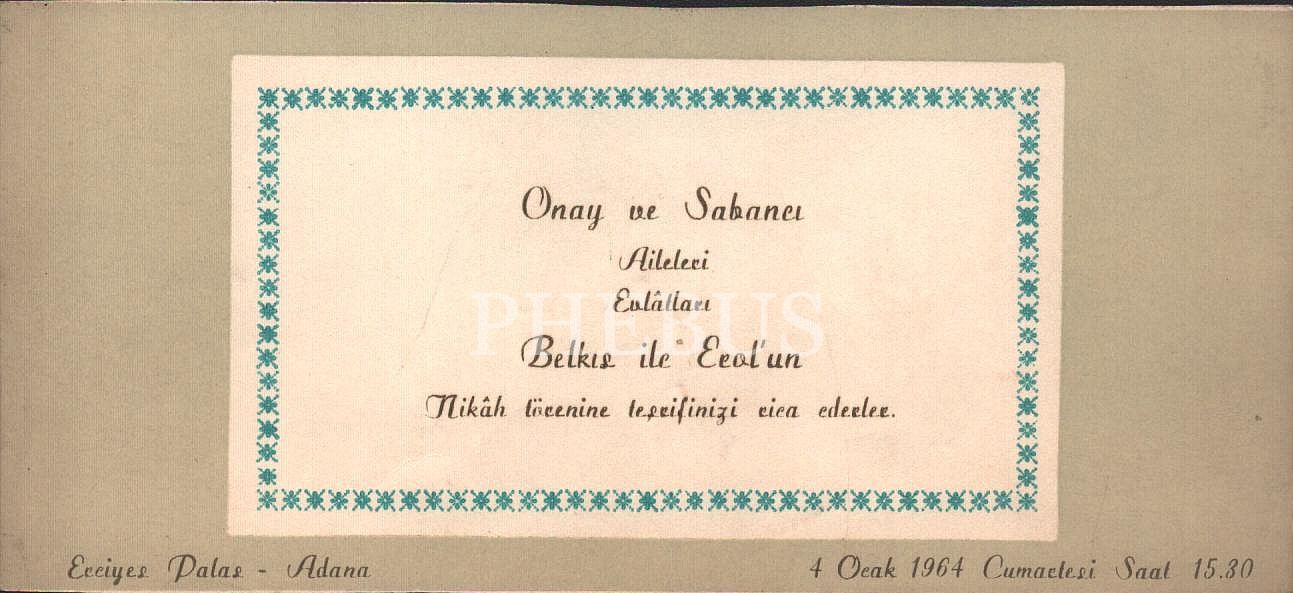 Onay ve Sabancı
Aileleri
Evlâtları
PHEBUS
Belkıs ile Erol'un
Nikâh törenine teşrifinizi rica ederler.
Erciyes Palas - Adana
4 Ocak 1964 Cumartesi Saat 15.30